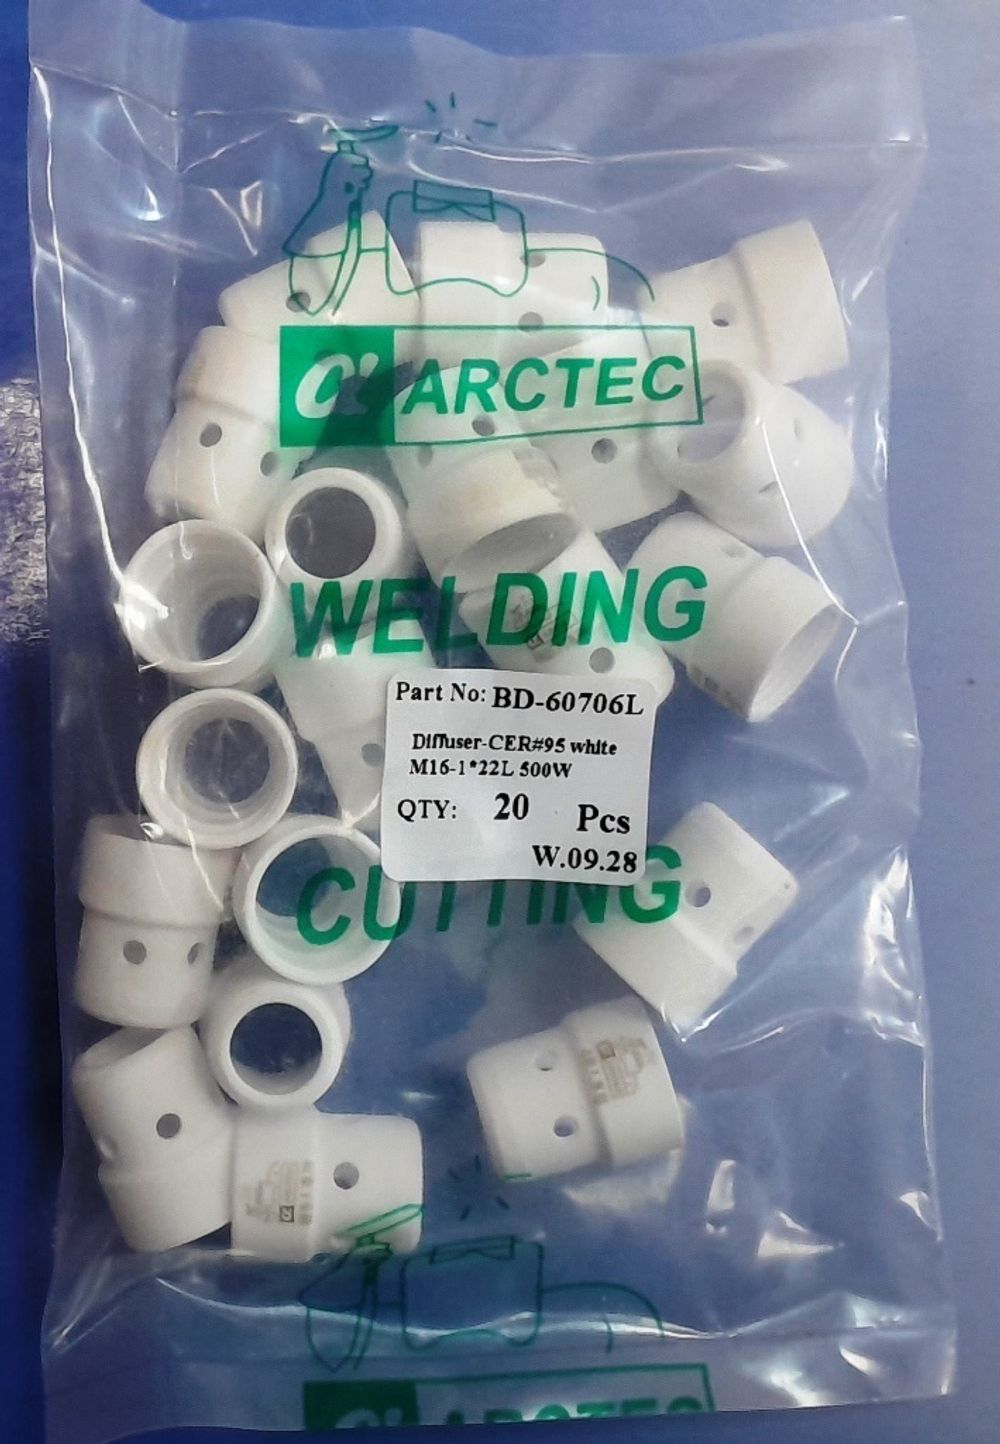 ARCTEC
WELDING
Part No: BD-60706L
Diffuser-CER#95 white
M16-1*22L 500W
QTY: 20 Pcs
W.09.28
CUTTING
ARCTEC